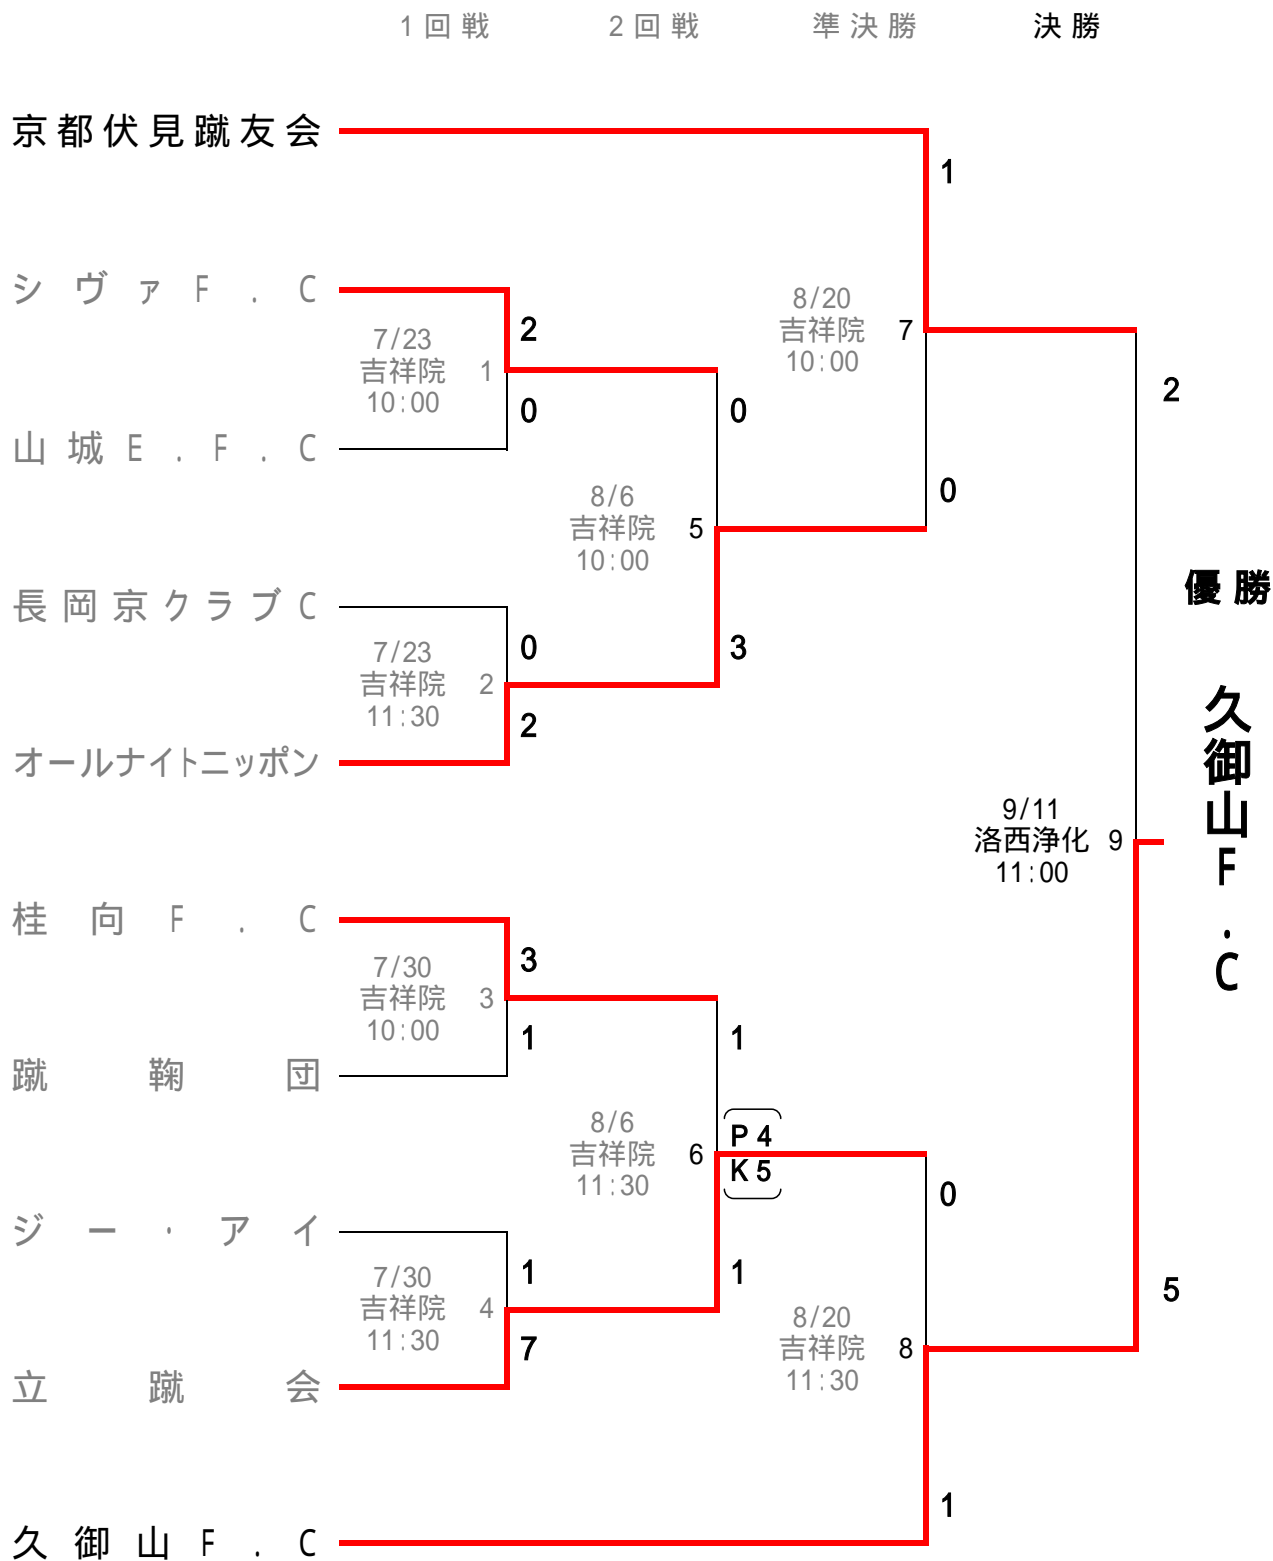 1回戦 2回戦 準決勝 決勝
京都伏見蹴友会
1
シヴァF.C
2
7/23
吉祥院 1
10:00
0
山城E.F.C
8/20
吉祥院 7
10:00
2
0
8/6
吉祥院 5
10:00
0
長岡京クラブC
0
7/23
吉祥院 2
11:30
2
3
オールナイトニッポン
優勝
久御山F.C
9/11
洛西浄化 9
11:00
桂向F.C
3
7/30
吉祥院 3
10:00
1
蹴鞠団
1
8/6
吉祥院 6
11:30
P 4
K 5
0
ジー・アイ
1
7/30
吉祥院 4
11:30
7
1
5
立蹴会
8/20
吉祥院 8
11:30
1
久御山F.C